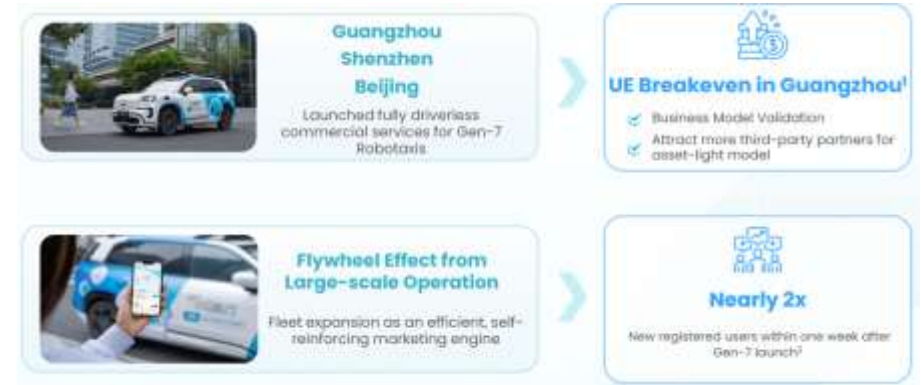 Guangzhou
Shenzhen
Beijing
Launched fully driverless
commercial services for Gen-7
Robotaxis
UE Breakeven in Guangzhou¹
Business Model Validation
Attract more third-party partners for
asset-light model
Flywheel Effect from
Large-scale Operation
Fleet expansion as an efficient, self-
reinforcing marketing engine
Nearly 2x
New registered users within one week after
Gen-7 launch²